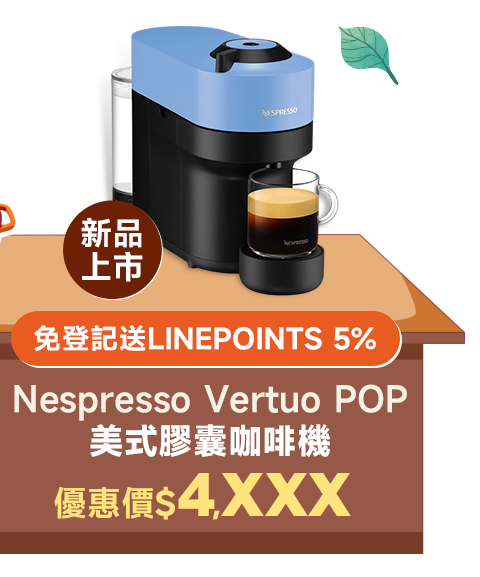 NESPRESSO
NESPRESSO
新品
上市
免登記送LINEPOINTS 5%
Nespresso Vertuo POP
美式膠囊咖啡機
優惠價$4,XXX